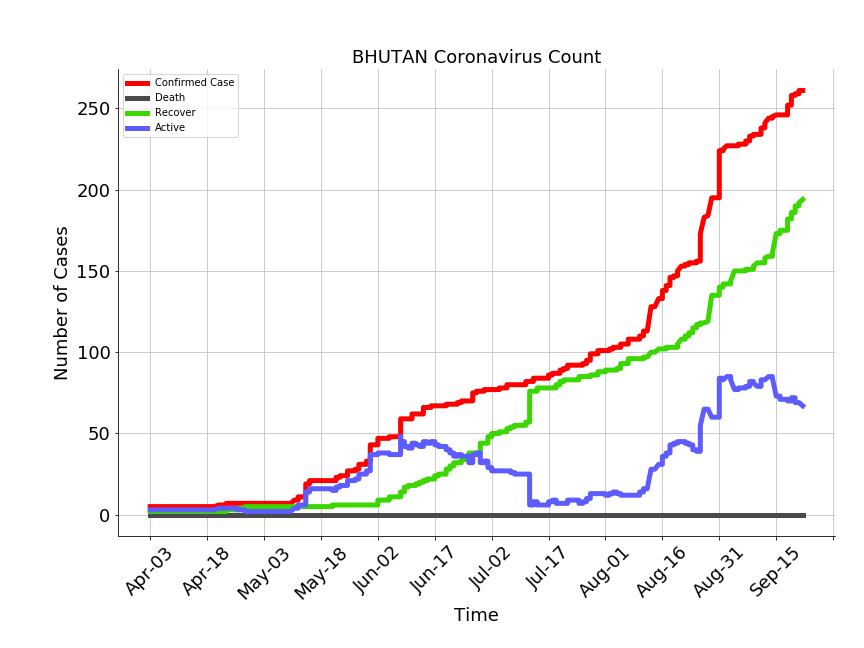 BHUTAN Coronavirus Count
Confirmed Case
Death
Recover
Active
250
200
150
100
50
0
Number of Cases
Apr-03
Apr-18
May-03
May-18
Jun-02
Jun-17
Jul-02
Jul-17
Aug-01
Aug-16
Aug-31
Sep-15
Time